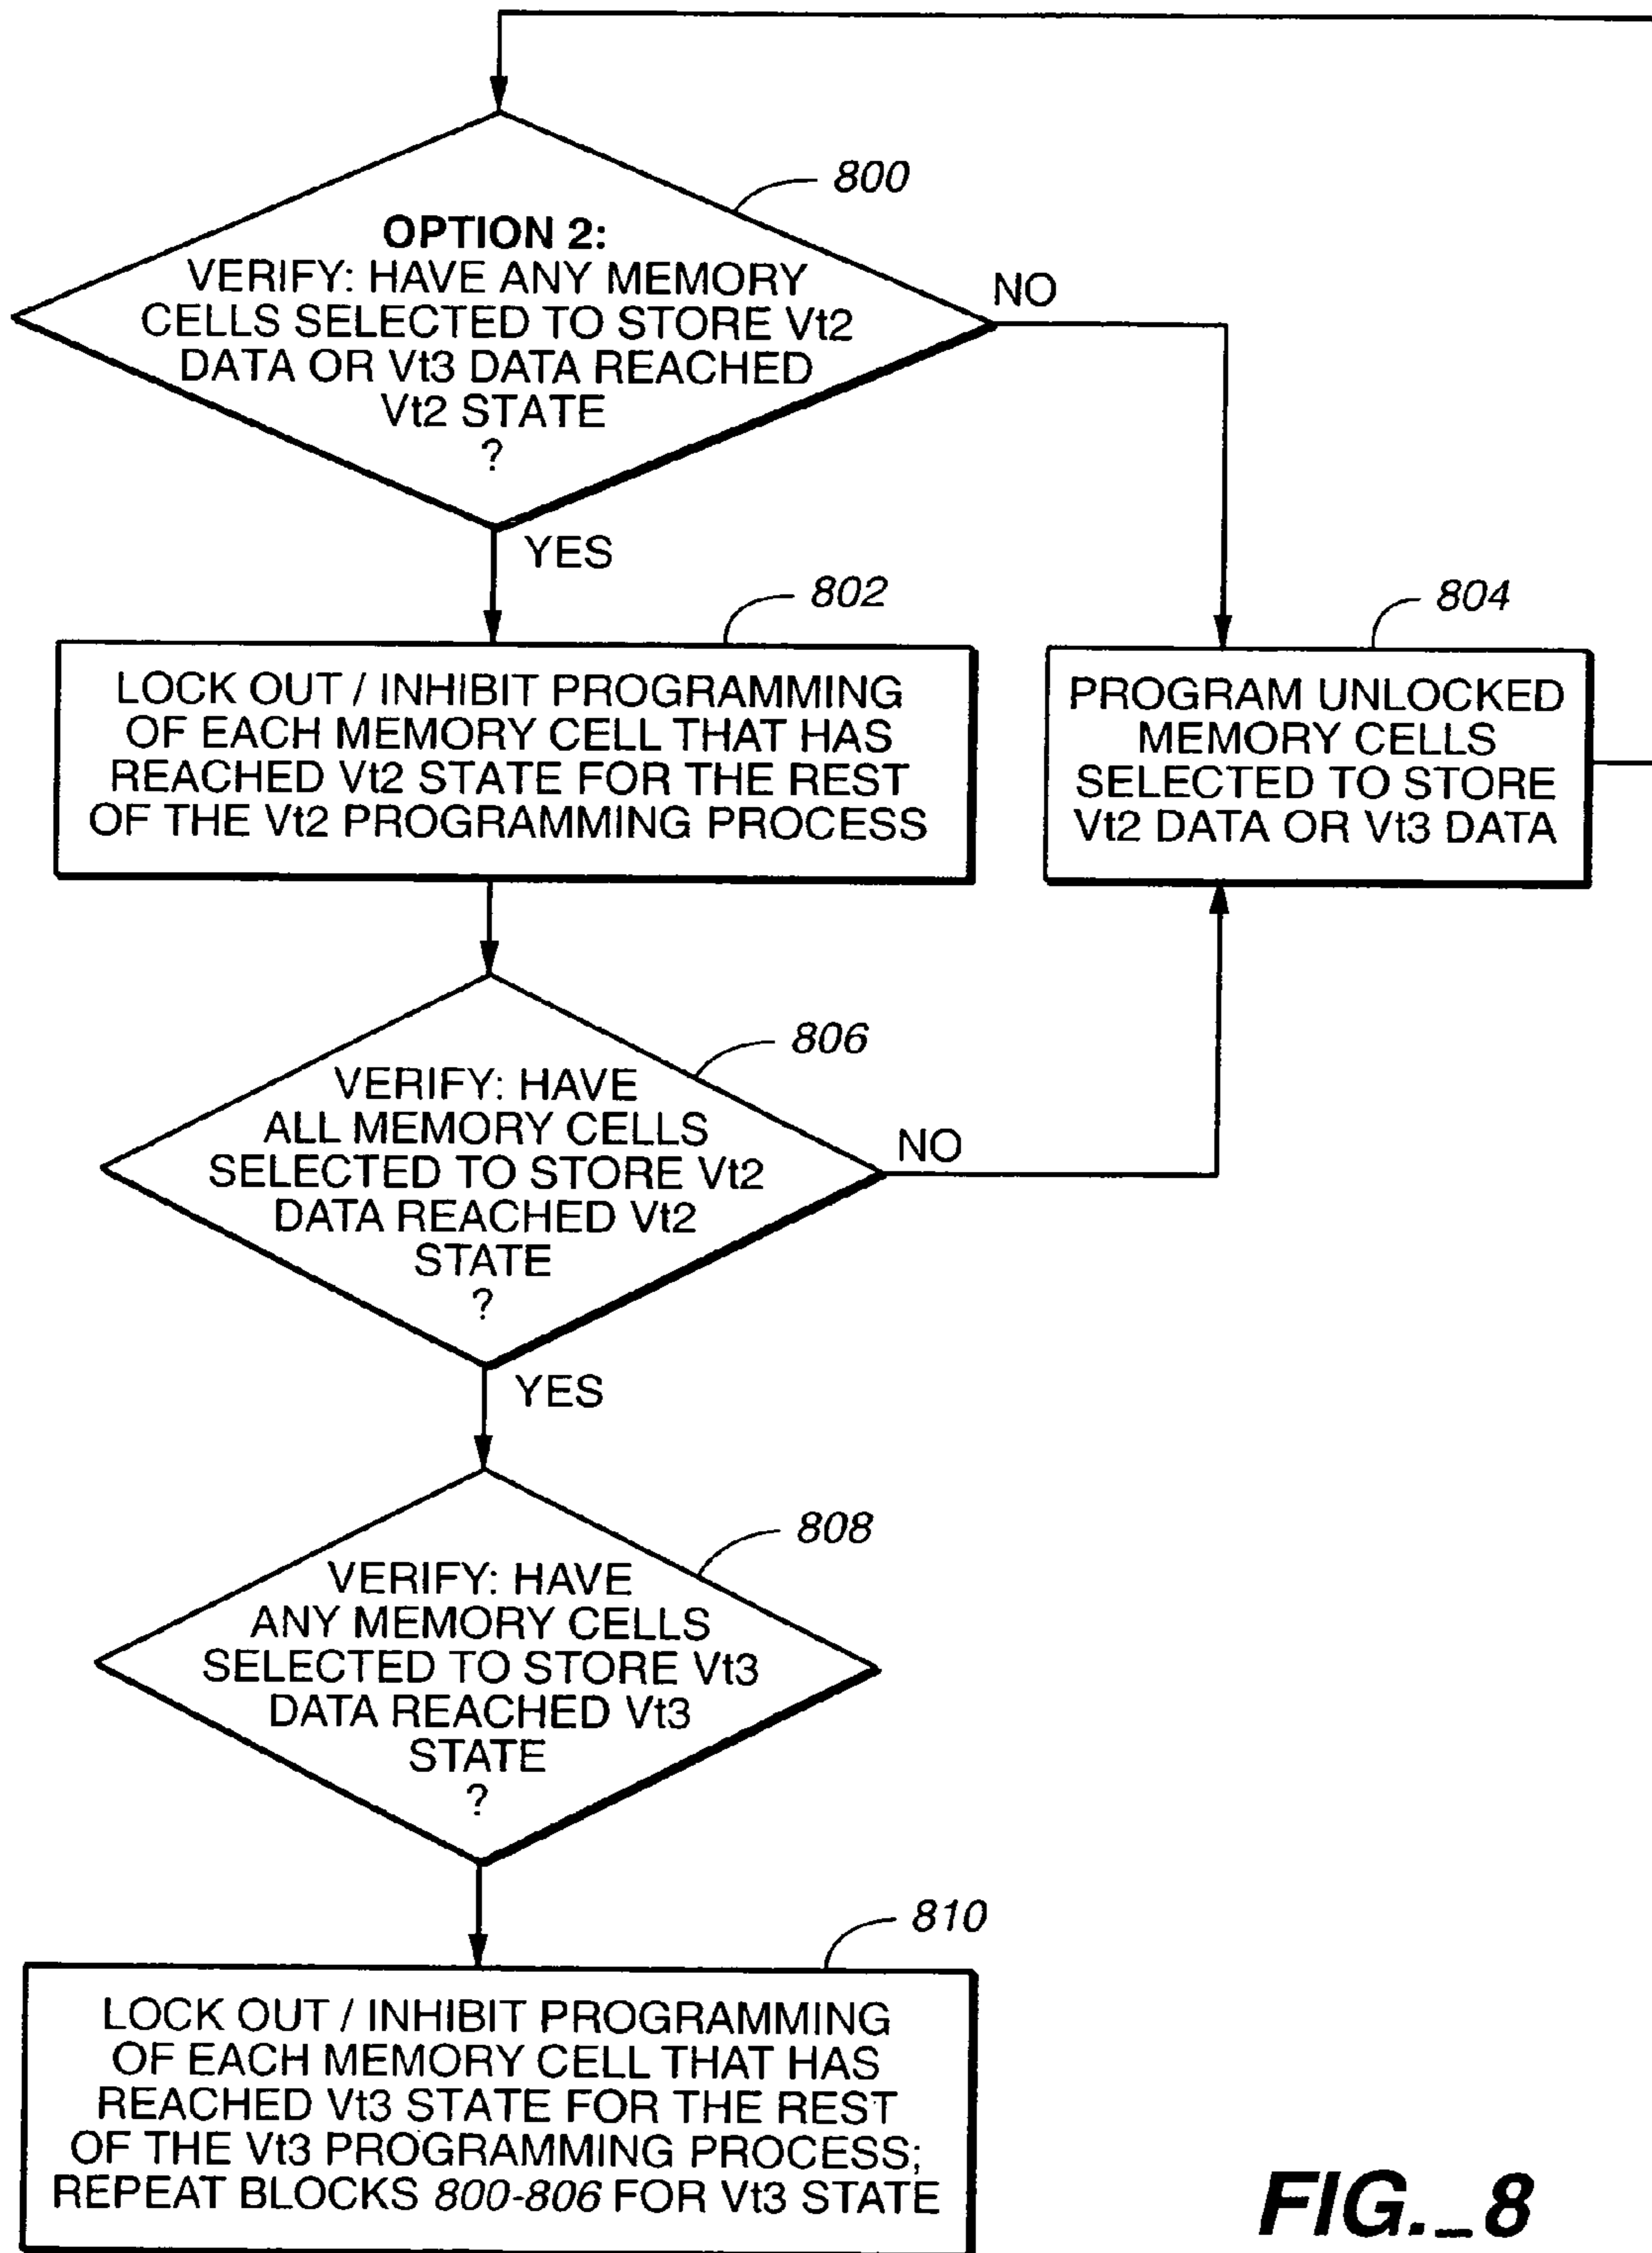 800
OPTION 2:
VERIFY: HAVE ANY MEMORY
CELLS SELECTED TO STORE Vt2
DATA OR Vt3 DATA REACHED
Vt2 STATE
?
NO
YES
802
LOCK OUT / INHIBIT PROGRAMMING
OF EACH MEMORY CELL THAT HAS
REACHED Vt2 STATE FOR THE REST
OF THE Vt2 PROGRAMMING PROCESS
804
PROGRAM UNLOCKED
MEMORY CELLS
SELECTED TO STORE
Vt2 DATA OR Vt3 DATA
806
VERIFY: HAVE
ALL MEMORY CELLS
SELECTED TO STORE Vt2
DATA REACHED Vt2
STATE
?
NO
YES
808
VERIFY: HAVE
ANY MEMORY CELLS
SELECTED TO STORE Vt3
DATA REACHED Vt3
STATE
?
810
LOCK OUT / INHIBIT PROGRAMMING
OF EACH MEMORY CELL THAT HAS
REACHED Vt3 STATE FOR THE REST
OF THE Vt3 PROGRAMMING PROCESS;
REPEAT BLOCKS 800-806 FOR Vt3 STATE
FIG._8